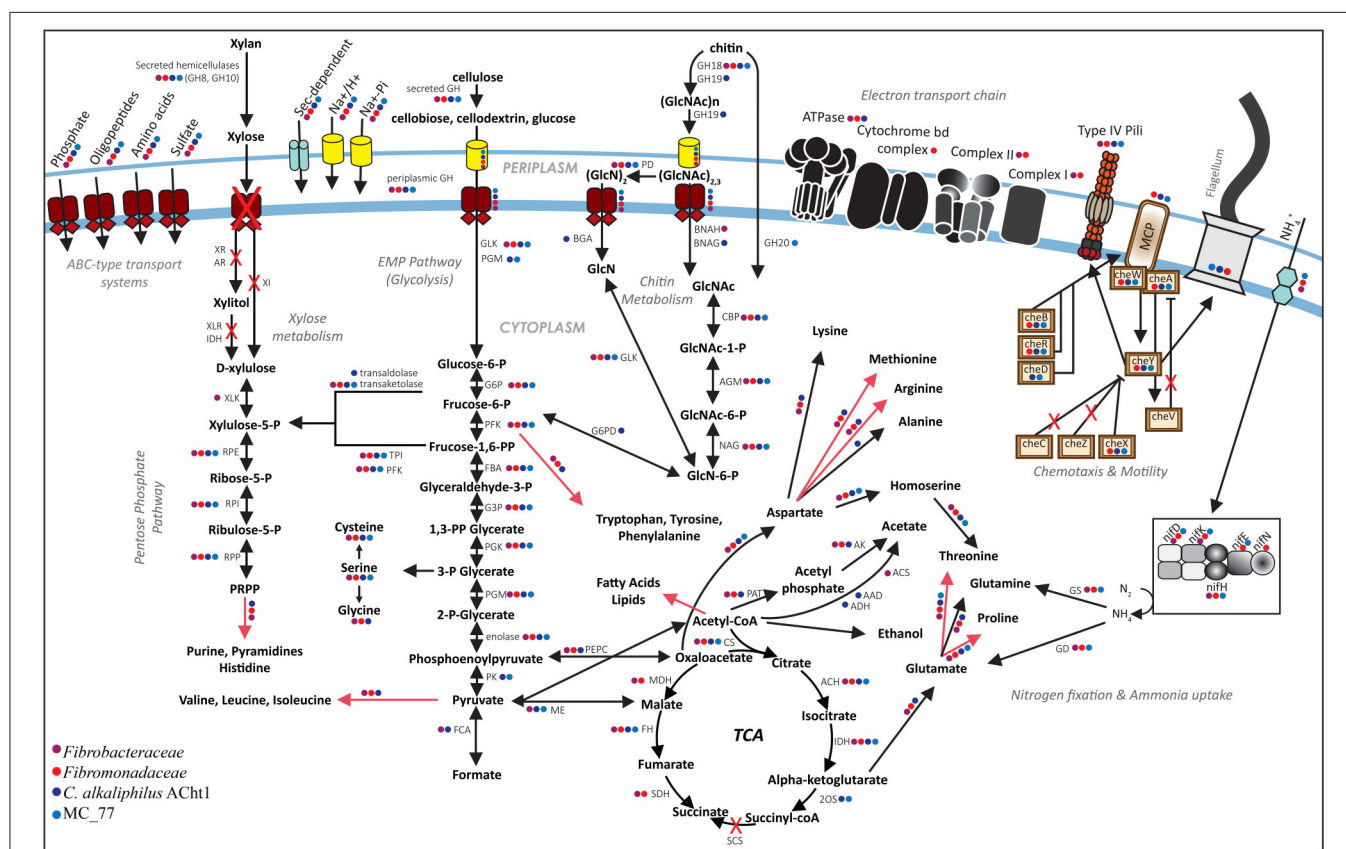 Xylan
Secreted hemicellulases
(GH8, GH10)
Phosphate
Oligopeptides
Amino acids
Sulfate
Xylose
Sec-dependent
Na+/H+
Na+-Pi
cellulose
secreted GH
cellobiose, cellodextrin, glucose
chitin
GH18
GH19
(GlcNAc)n
GH19
PERIPLASM
periplasmic GH
PD
(GlcN)2
(GlcNAc)2,3
Electron transport chain
ATPase
Cytochrome bd
complex
Complex II
Complex I
Type IV Pili
Flagellum
MCP
NH4+
ABC-type transport
systems
XR
AR
XI
Xylitol
XLR
IDH
Xylose
metabolism
D-xylulose
XLK
Xylulose-5-P
RPE
Ribose-5-P
RPI
Ribulose-5-P
RPP
PRPP
Purine, Pyramidines
Histidine
Pentose Phosphate
Pathway
transaldolase
transaketolase
TPI
PFK
GLK
PGM
EMP Pathway
(Glycolysis)
CYTOPLASM
Glucose-6-P
G6P
Frucose-6-P
PFK
Frucose-1,6-PP
FBA
Glyceraldehyde-3-P
G3P
1,3-PP Glycerate
PGK
3-P Glycerate
PGM
2-P-Glycerate
enolase
Phosphoenolpyruvate
PK
Pyruvate
FCA
Formate
Cysteine
Serine
Glycine
Valine, Leucine, Isoleucine
BGA
GlcN
Chitin
Metabolism
BNAH
BNAG
GH20
GlcNAc
CBP
GlcNAc-1-P
AGM
GlcNAc-6-P
NAG
GlcN-6-P
GLK
G6PD
Tryptophan, Tyrosine,
Phenylalanine
Lysine
Methionine
Arginine
Alanine
Aspartate
Homoserine
Threonine
Acetate
AK
Acetyl
phosphate
ACS
PAT
AAD
ADH
Fatty Acids
Lipids
Acetyl-CoA
Ethanol
Glutamine
Proline
Glutamate
GS
GD
N2
NH4
PEPC
Oxaloacetate
CS
Citrate
ACH
Isocitrate
IDH
Alpha-ketoglutarate
2OS
Succinyl-coA
SCS
Succinate
SDH
Fumarate
FH
Malate
MDH
ME
TCA
cheW
cheA
cheB
cheR
cheD
cheY
cheV
cheC
cheZ
cheX
Chemotaxis & Motility
nifD
nifK
nifE
nifN
nifH
Nitrogen fixation & Ammonia uptake
Fibrobacteraceae
Fibromonadaceae
C. alkaliphilus ACht1
MC_77